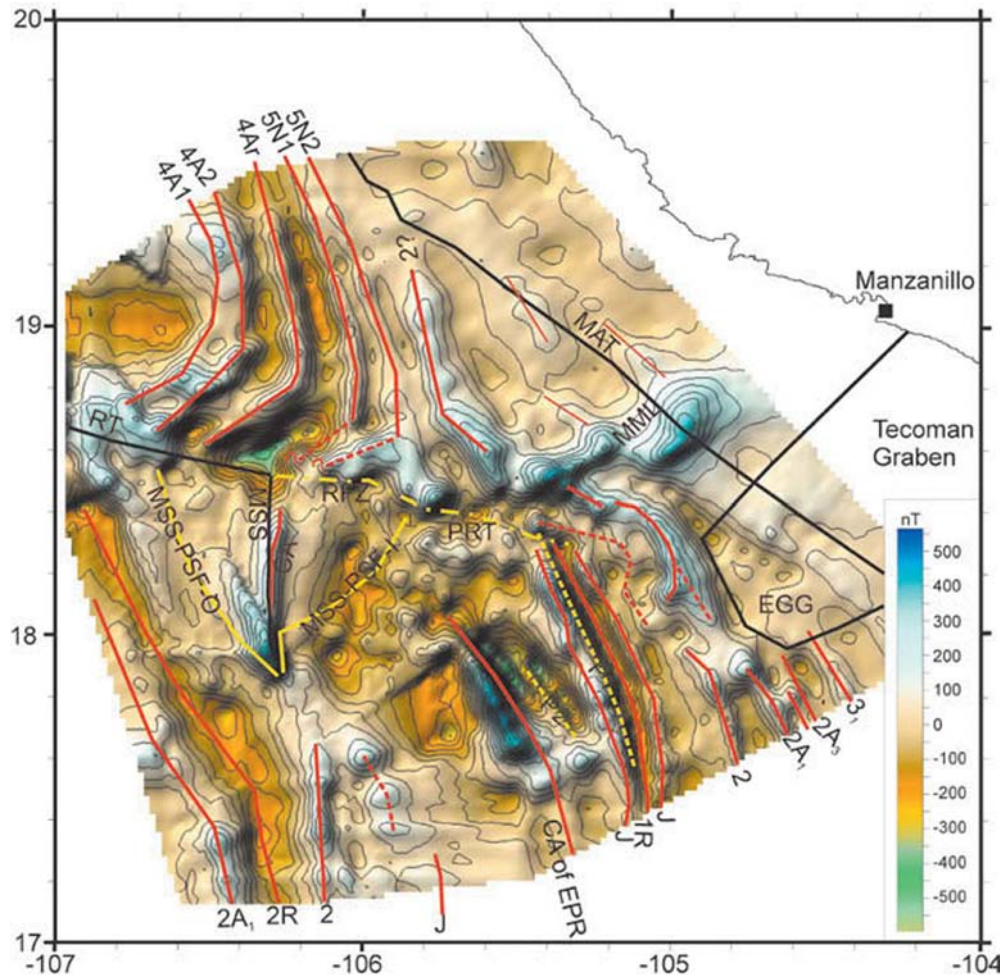 20
5N2
5N1
4Ar
4A2
4A1
2?
Manzanillo
19
MAT
MML
RT
Tecoman
Graben
MSS
RFZ
PRT
MSS-PSF-O
CA
MSS-PSF-I
nT
500
400
300
200
100
0
-100
-200
-300
-400
-500
EGG
18
3₁
2A₃
2A₁
2
J
1R
J
CA of EPR
J
2
2R
2A₁
17
-107
-106
-105
-104